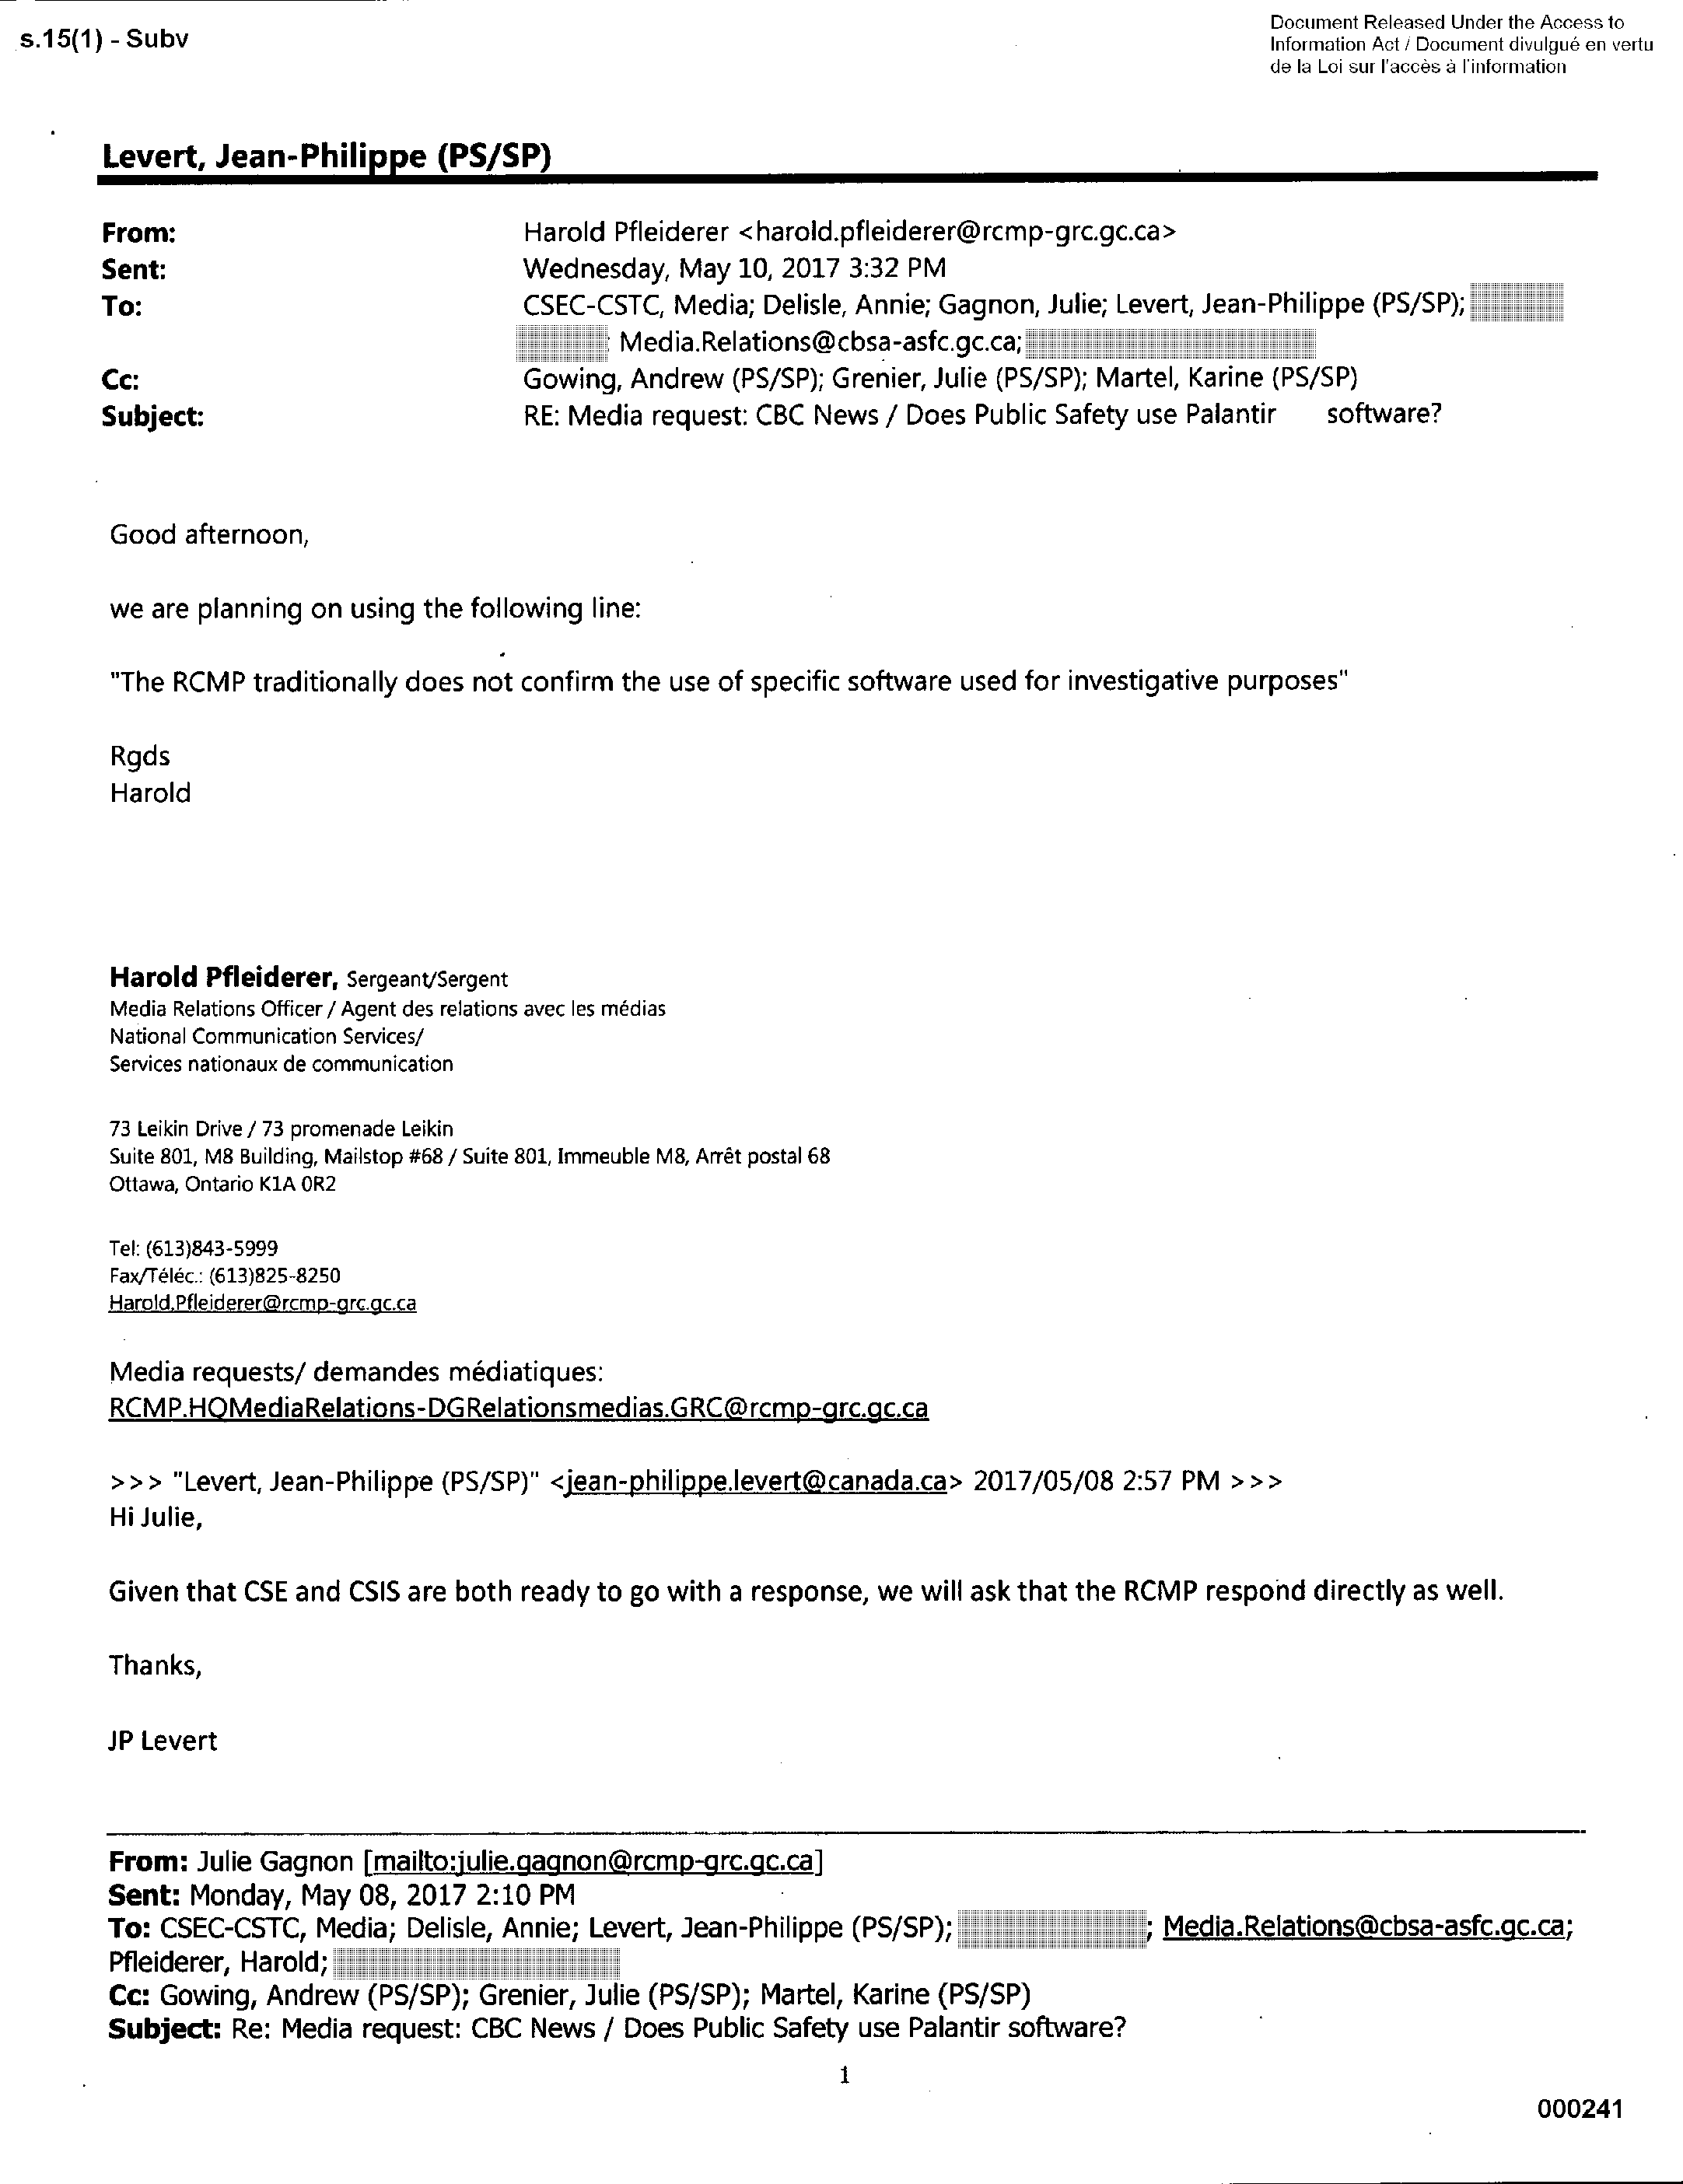 s.15(1) - Subv
Document Released Under the Access to
Information Act / Document divulgué en vertu
de la Loi sur l'accès à l'information
Levert, Jean-Philippe (PS/SP)
From: Harold Pfleiderer <harold.pfleiderer@rcmp-grc.gc.ca>
Sent: Wednesday, May 10, 2017 3:32 PM
To: CSEC-CSTC, Media; Delisle, Annie; Gagnon, Julie; Levert, Jean-Philippe (PS/SP);
; Media.Relations@cbsa-asfc.gc.ca;
Cc: Gowing, Andrew (PS/SP); Grenier, Julie (PS/SP); Martel, Karine (PS/SP)
Subject: RE: Media request: CBC News / Does Public Safety use Palantir software?
Good afternoon,
we are planning on using the following line:
"The RCMP traditionally does not confirm the use of specific software used for investigative purposes"
Rgds
Harold
Harold Pfleiderer, Sergeant/Sergent
Media Relations Officer / Agent des relations avec les médias
National Communication Services/
Services nationaux de communication
73 Leikin Drive / 73 promenade Leikin
Suite 801, M8 Building, Mailstop #68 / Suite 801, Immeuble M8, Arrêt postal 68
Ottawa, Ontario K1A 0R2
Tel: (613)843-5999
Fax/Téléc.: (613)825-8250
Harold.Pfleiderer@rcmp-grc.gc.ca
Media requests/ demandes médiatiques:
RCMP.HQMediaRelations-DGRelationsmedias.GRC@rcmp-grc.gc.ca
>>> "Levert, Jean-Philippe (PS/SP)" <jean-philippe.levert@canada.ca> 2017/05/08 2:57 PM >>>
Hi Julie,
Given that CSE and CSIS are both ready to go with a response, we will ask that the RCMP respond directly as well.
Thanks,
JP Levert
From: Julie Gagnon [mailto:julie.gagnon@rcmp-grc.gc.ca]
Sent: Monday, May 08, 2017 2:10 PM
To: CSEC-CSTC, Media; Delisle, Annie; Levert, Jean-Philippe (PS/SP); ; Media.Relations@cbsa-asfc.gc.ca;
Pfleiderer, Harold;
Cc: Gowing, Andrew (PS/SP); Grenier, Julie (PS/SP); Martel, Karine (PS/SP)
Subject: Re: Media request: CBC News / Does Public Safety use Palantir software?
1
000241